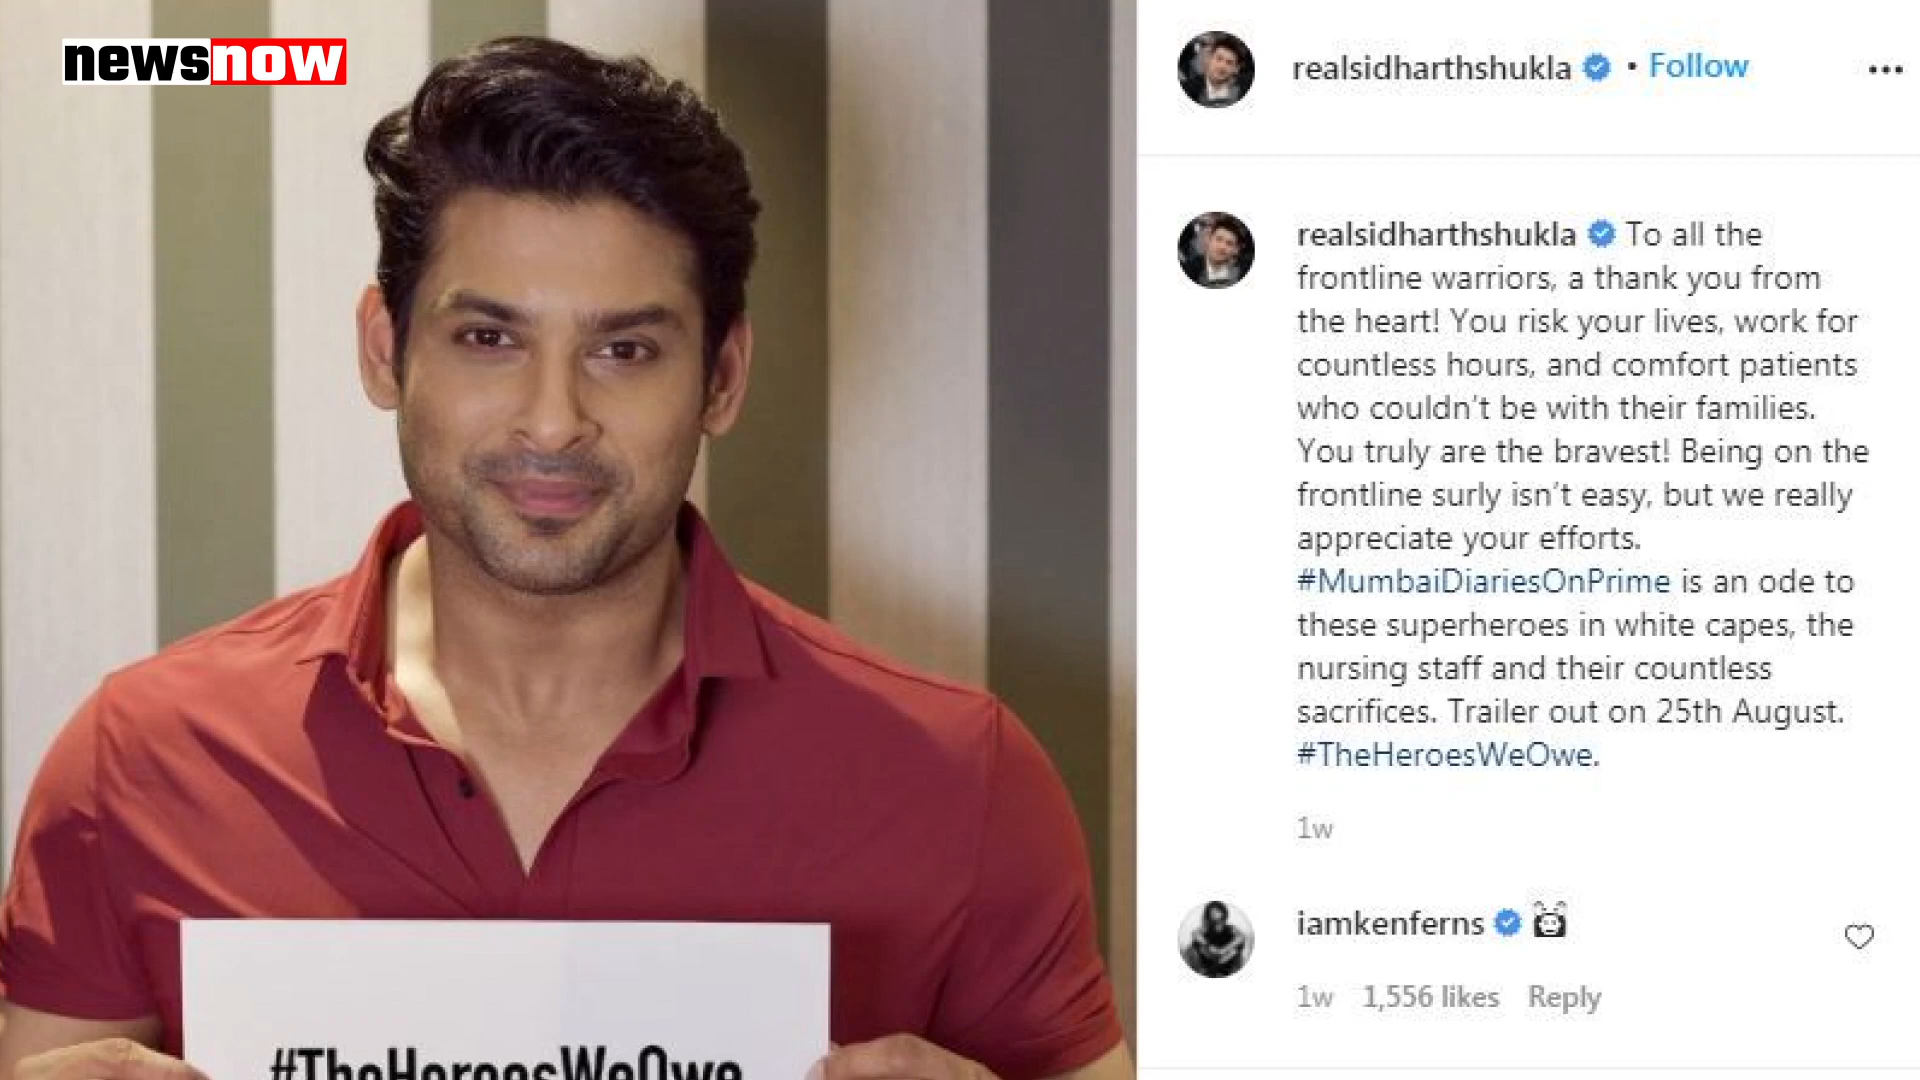 newsnow
#TheHeroesWeOwe
realsidharthshukla • Follow
realsidharthshukla To all the
frontline warriors, a thank you from
the heart! You risk your lives, work for
countless hours, and comfort patients
who couldn't be with their families.
You truly are the bravest! Being on the
frontline surly isn't easy, but we really
appreciate your efforts.
#MumbaiDiariesOnPrime is an ode to
these superheroes in white capes, the
nursing staff and their countless
sacrifices. Trailer out on 25th August.
#TheHeroesWeOwe.
1w
iamkenferns
1w 1,556 likes Reply